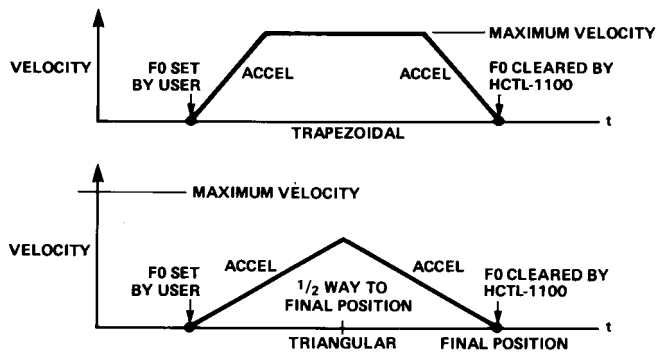 MAXIMUM VELOCITY
VELOCITY
F0 SET
BY USER
ACCEL
ACCEL
F0 CLEARED BY
HCTL-1100
t
TRAPEZOIDAL
MAXIMUM VELOCITY
VELOCITY
F0 SET
BY USER
ACCEL
1/2 WAY TO
FINAL POSITION
ACCEL
F0 CLEARED BY
HCTL-1100
t
TRIANGULAR
FINAL POSITION